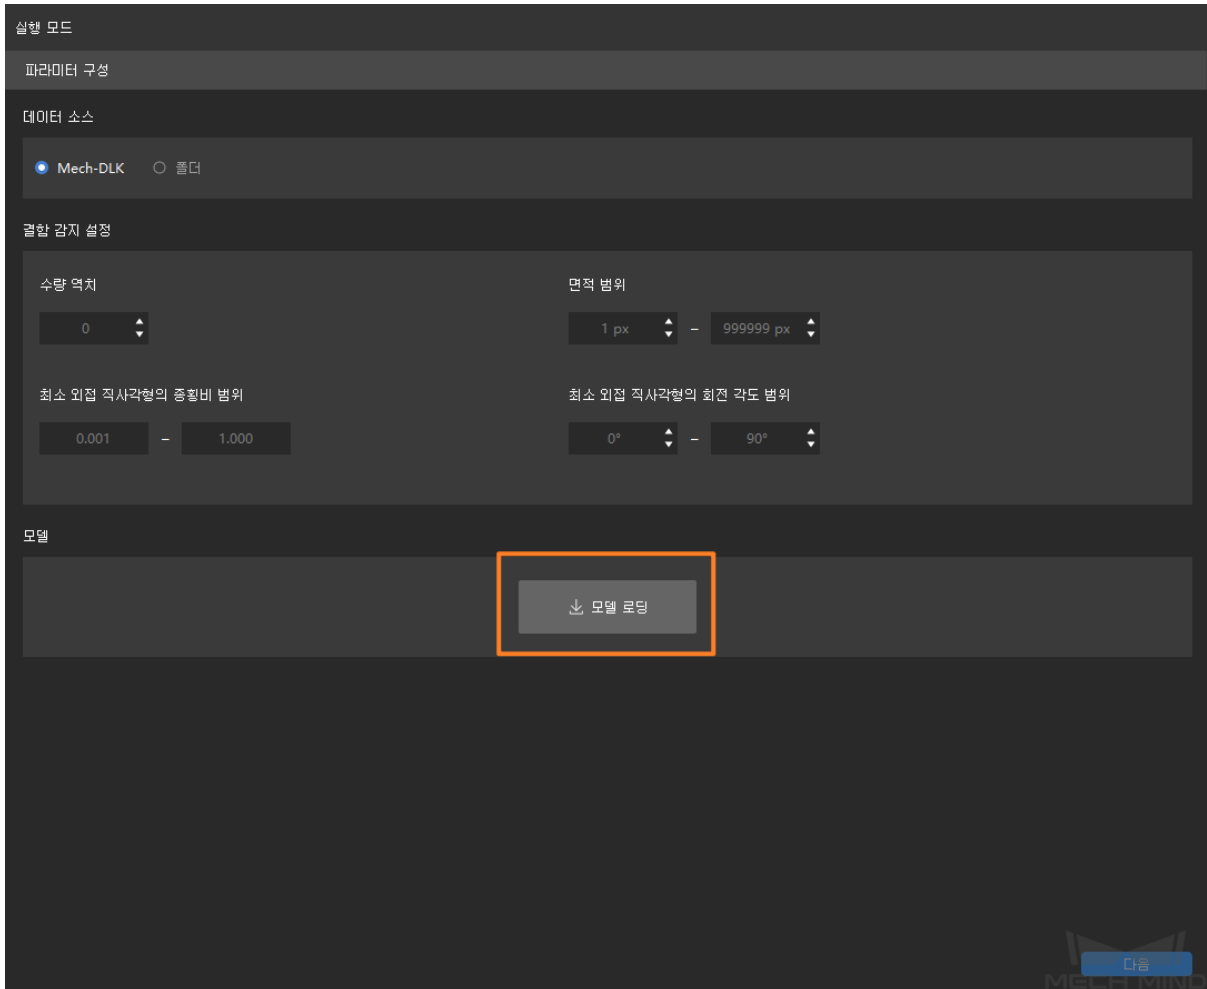 실행 모드
파라미터 구성
데이터 소스
Mech-DLK 폴더
결함 감지 설정
수량 역치 면적 범위
0 1 px – 999999 px
최소 외접 직사각형의 종횡비 범위 최소 외접 직사각형의 회전 각도 범위
0.001 – 1.000 0° – 90°
모델
모델 로딩
다음
MECH MIND